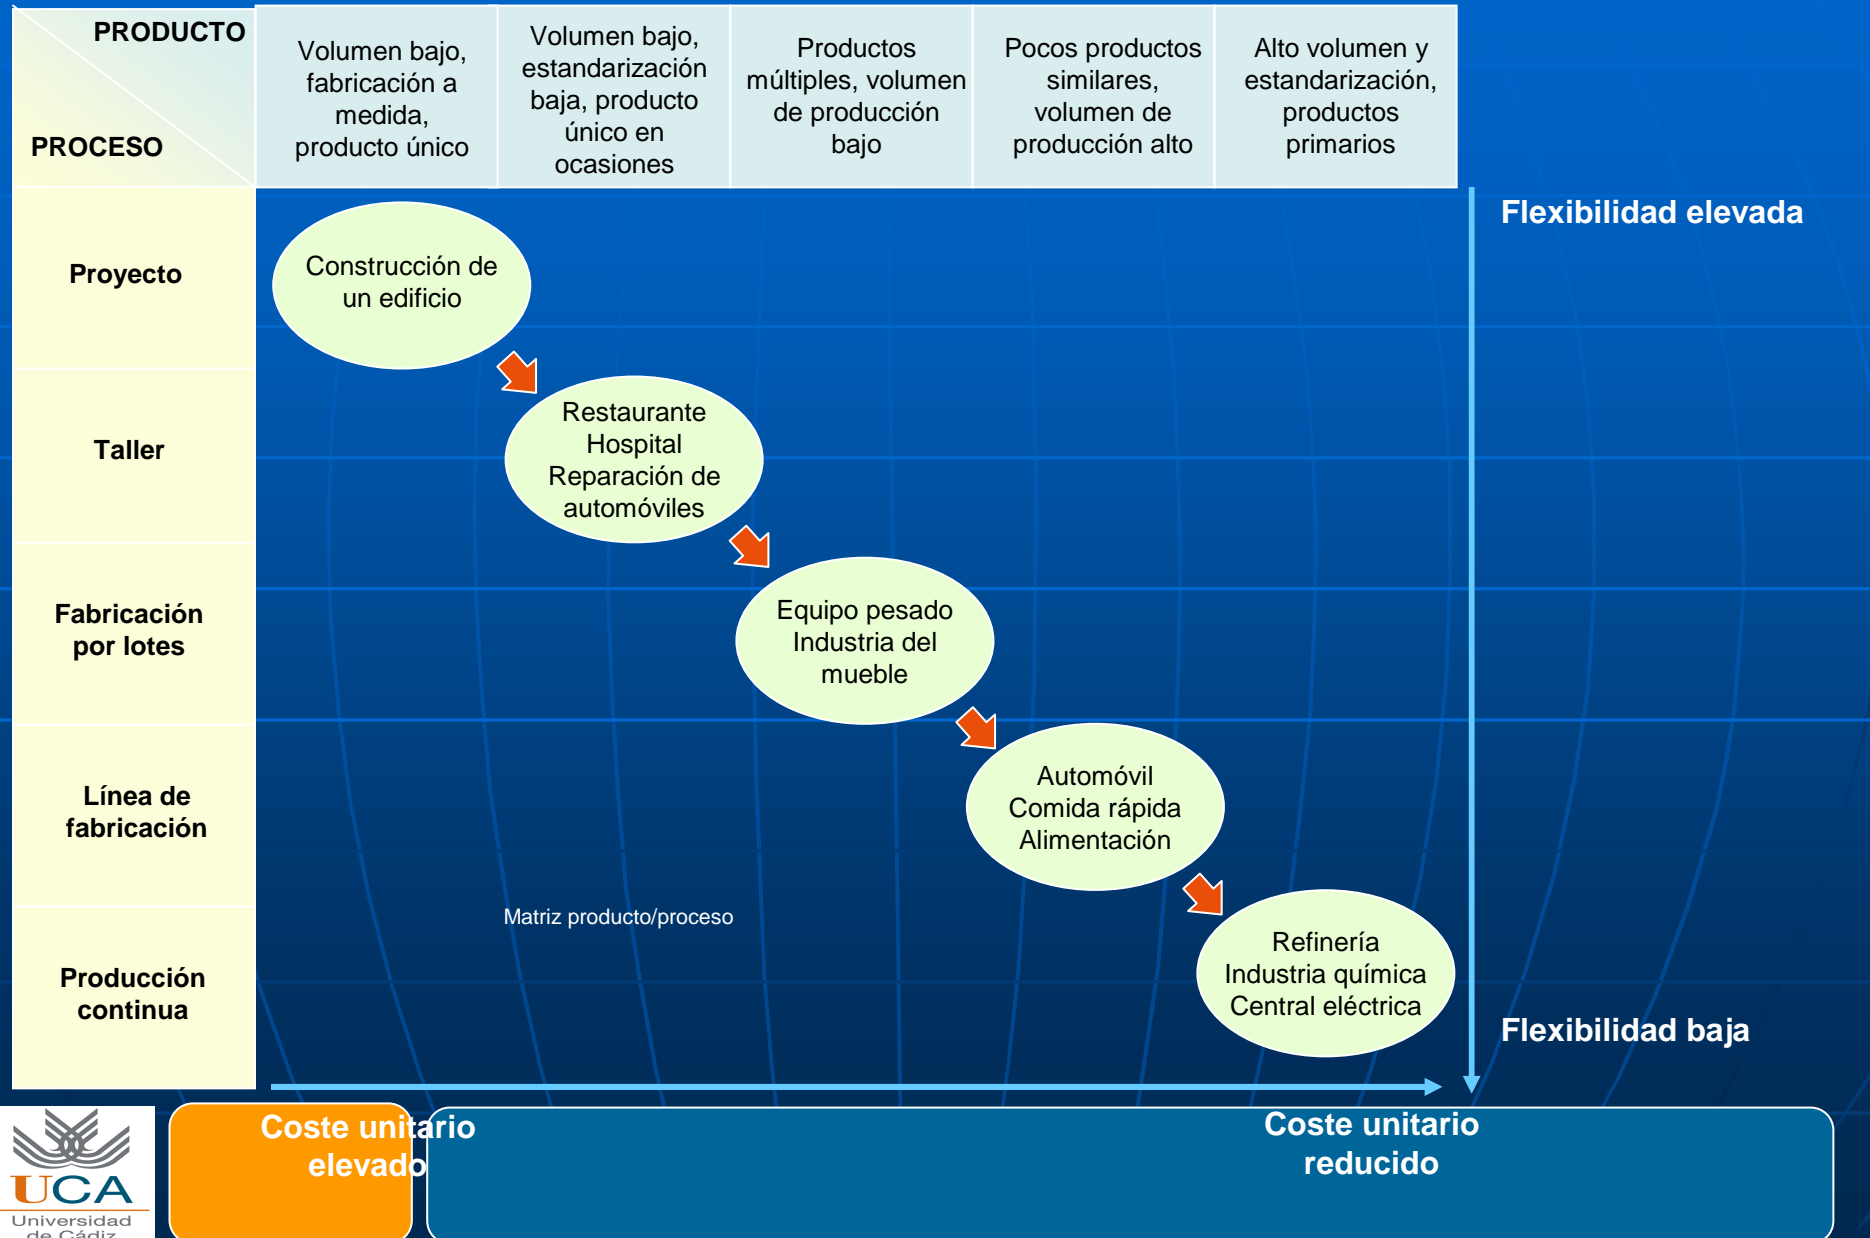 PRODUCTO
PROCESO
Volumen bajo,
fabricación a
medida,
producto único
Volumen bajo,
estandarización
baja, producto
único en
ocasiones
Productos
múltiples, volumen
de producción
bajo
Pocos productos
similares,
volumen de
producción alto
Alto volumen y
estandarización,
productos
primarios
Flexibilidad elevada
Proyecto
Construcción de
un edificio
Taller
Restaurante
Hospital
Reparación de
automóviles
Fabricación
por lotes
Equipo pesado
Industria del
mueble
Línea de
fabricación
Automóvil
Comida rápida
Alimentación
Matriz producto/proceso
Producción
continua
Refinería
Industria química
Central eléctrica
Flexibilidad baja
Coste unitario
elevado
Coste unitario
reducido
UCA
Universidad
de Cádiz